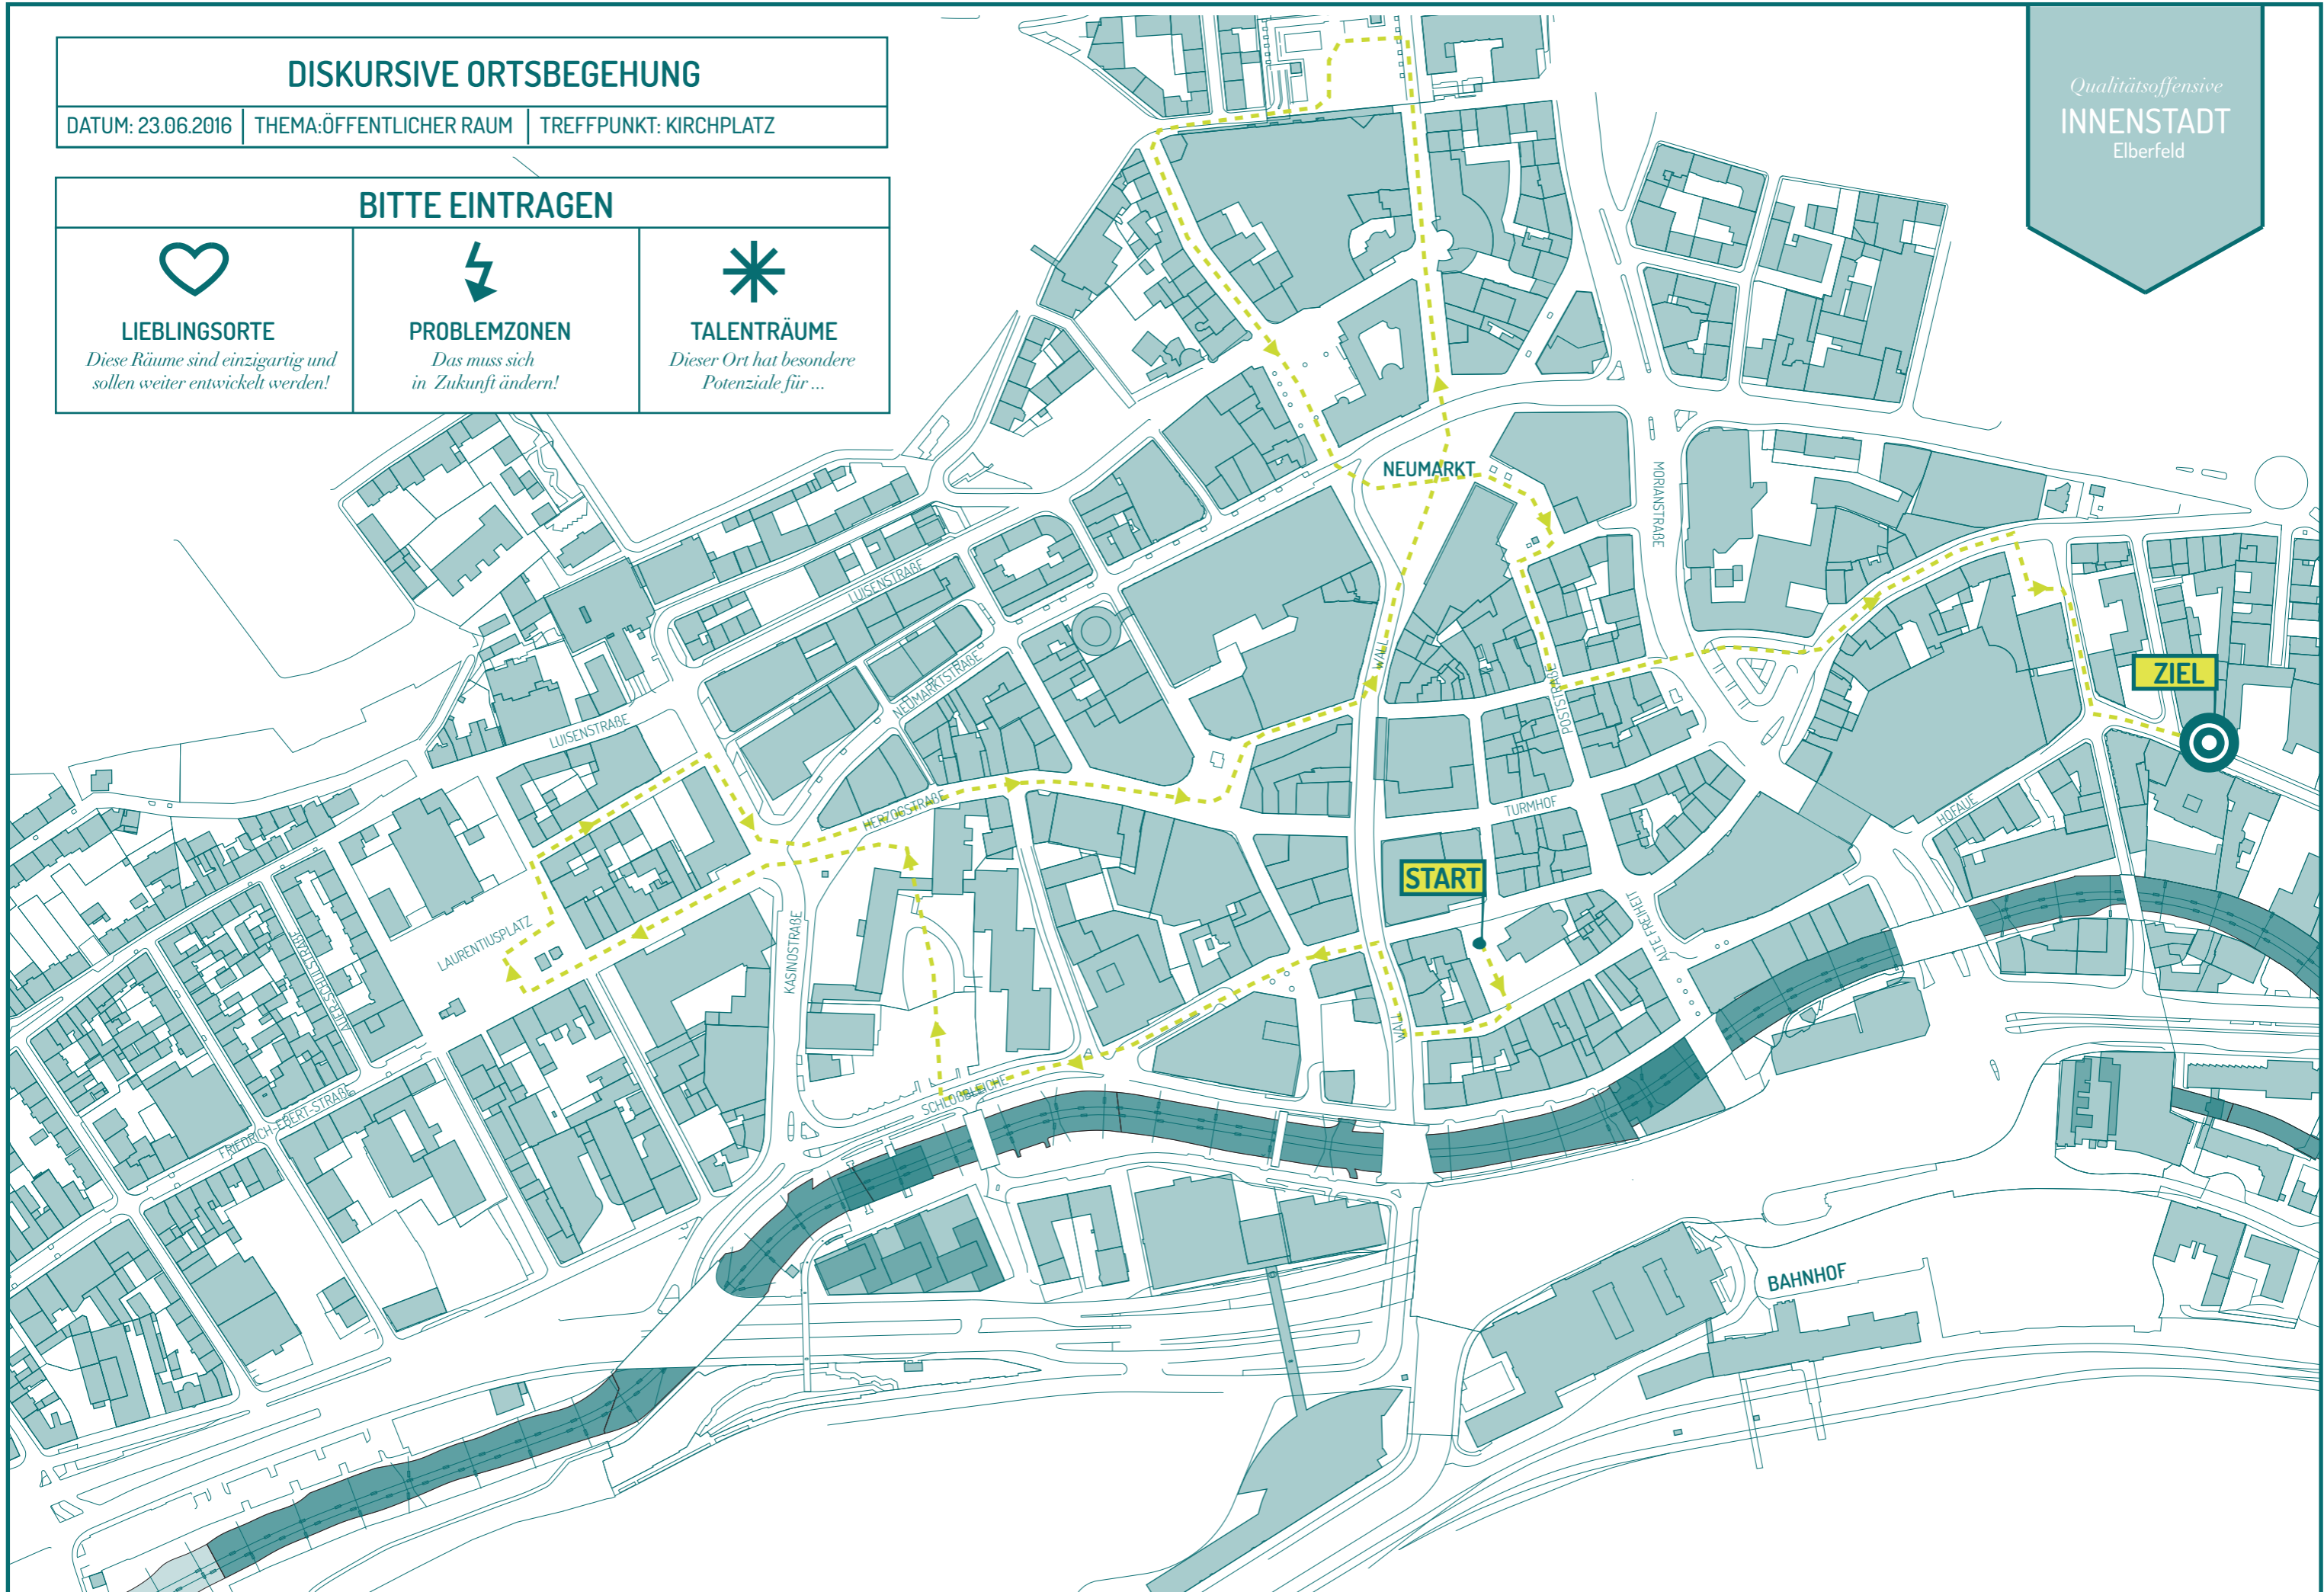 DISKURSIVE ORTSBEGEHUNG
DATUM: 23.06.2016
THEMA:ÖFFENTLICHER RAUM
TREFFPUNKT: KIRCHPLATZ
BITTE EINTRAGEN
LIEBLINGSORTE
Diese Räume sind einzigartig und
sollen weiter entwickelt werden!
PROBLEMZONEN
Das muss sich
in Zukunft ändern!
TALENTRÄUME
Dieser Ort hat besondere
Potenziale für ...
Qualitätsoffensive
INNENSTADT
Elberfeld
NEUMARKT
MORIANSTRAßE
LUISENSTRAßE
NEUMARKTSTRAßE
WALL
POSTSTRAßE
ZIEL
LUISENSTRAßE
HERZOGSTRAßE
TURMHOF
HOFAUE
START
LAURENTIUSPLATZ
KASINOSTRAßE
ALTE FREIHEIT
AUER-SCHULSTRAßE
WALL
SCHLOßBLEICHE
FRIEDRICH-EBERT-STRAßE
BAHNHOF